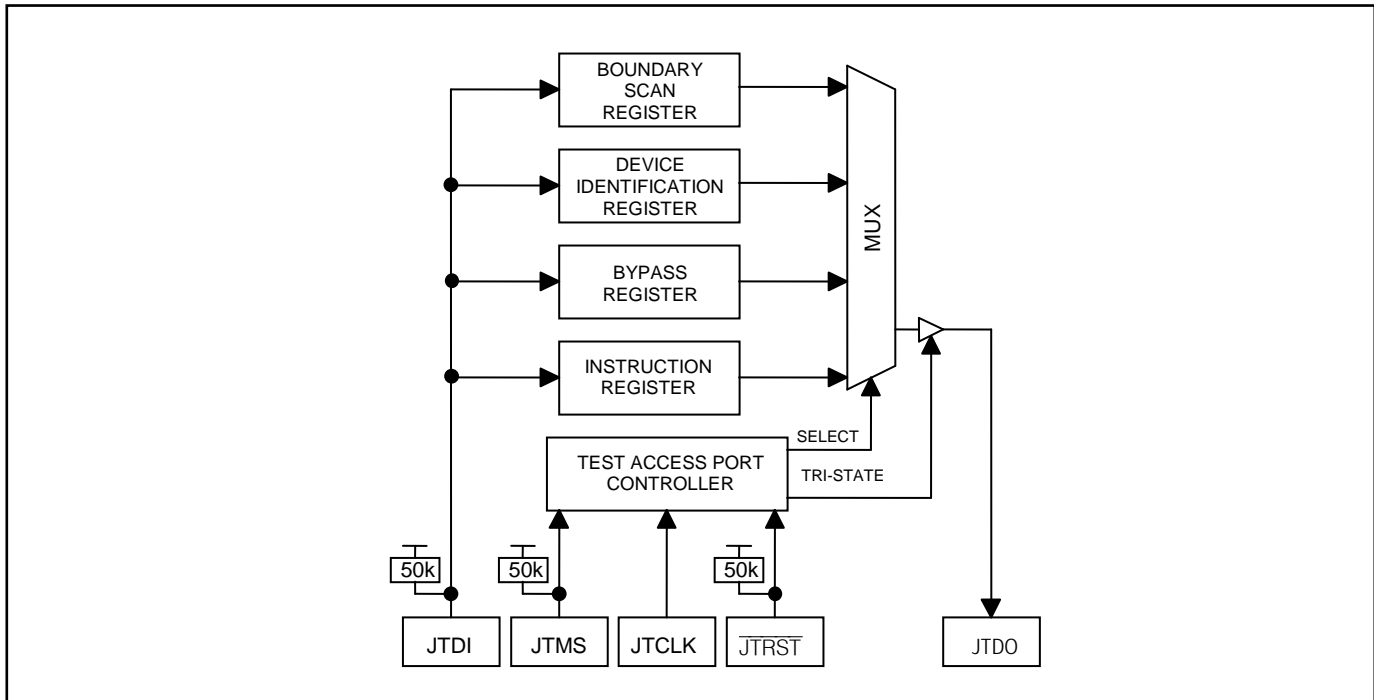 BOUNDARY
SCAN
REGISTER
DEVICE
IDENTIFICATION
REGISTER
BYPASS
REGISTER
INSTRUCTION
REGISTER
MUX
TEST ACCESS PORT
CONTROLLER
SELECT
TRI-STATE
50k
50k
50k
JTDI
JTMS
JTCLK
JTRST
JTDO